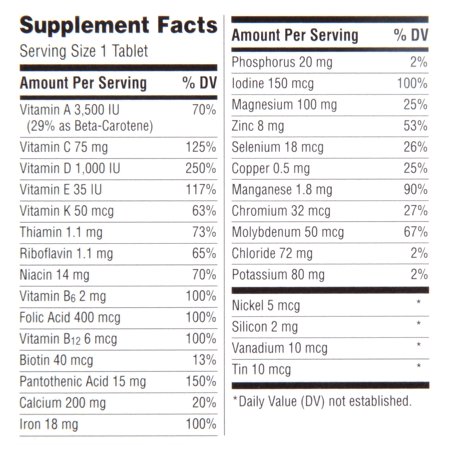 Supplement Facts
Serving Size 1 Tablet
Amount Per Serving % DV
Vitamin A 3,500 IU 70%
(29% as Beta-Carotene)
Vitamin C 75 mg 125%
Vitamin D 1,000 IU 250%
Vitamin E 35 IU 117%
Vitamin K 50 mcg 63%
Thiamin 1.1 mg 73%
Riboflavin 1.1 mg 65%
Niacin 14 mg 70%
Vitamin B6 2 mg 100%
Folic Acid 400 mcg 100%
Vitamin B12 6 mcg 100%
Biotin 40 mcg 13%
Pantothenic Acid 15 mg 150%
Calcium 200 mg 20%
Iron 18 mg 100%
Amount Per Serving % DV
Phosphorus 20 mg 2%
Iodine 150 mcg 100%
Magnesium 100 mg 25%
Zinc 8 mg 53%
Selenium 18 mcg 26%
Copper 0.5 mg 25%
Manganese 1.8 mg 90%
Chromium 32 mcg 27%
Molybdenum 50 mcg 67%
Chloride 72 mg 2%
Potassium 80 mg 2%
Nickel 5 mcg *
Silicon 2 mg *
Vanadium 10 mcg *
Tin 10 mcg *
*Daily Value (DV) not established.